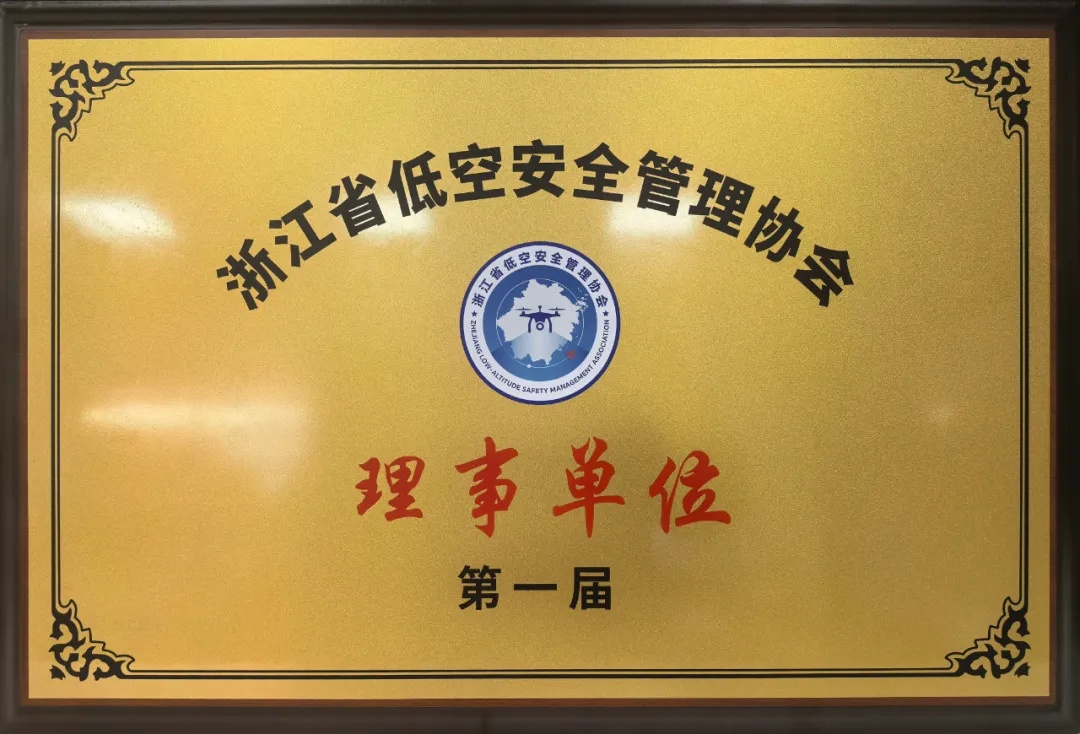 浙江省低空安全管理协会
浙江省低空安全管理协会
ZHEJIANG LOW-ALTITUDE SAFETY MANAGEMENT ASSOCIATION
理事单位
第一届